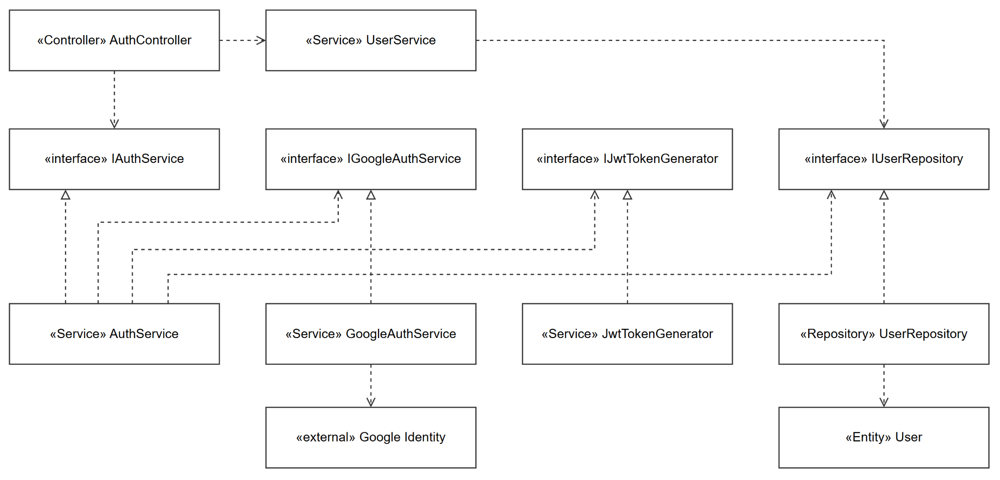 «Controller» AuthController
«Service» UserService
«interface» IAuthService
«interface» IGoogleAuthService
«interface» IJwtTokenGenerator
«interface» IUserRepository
«Service» AuthService
«Service» GoogleAuthService
«Service» JwtTokenGenerator
«Repository» UserRepository
«external» Google Identity
«Entity» User